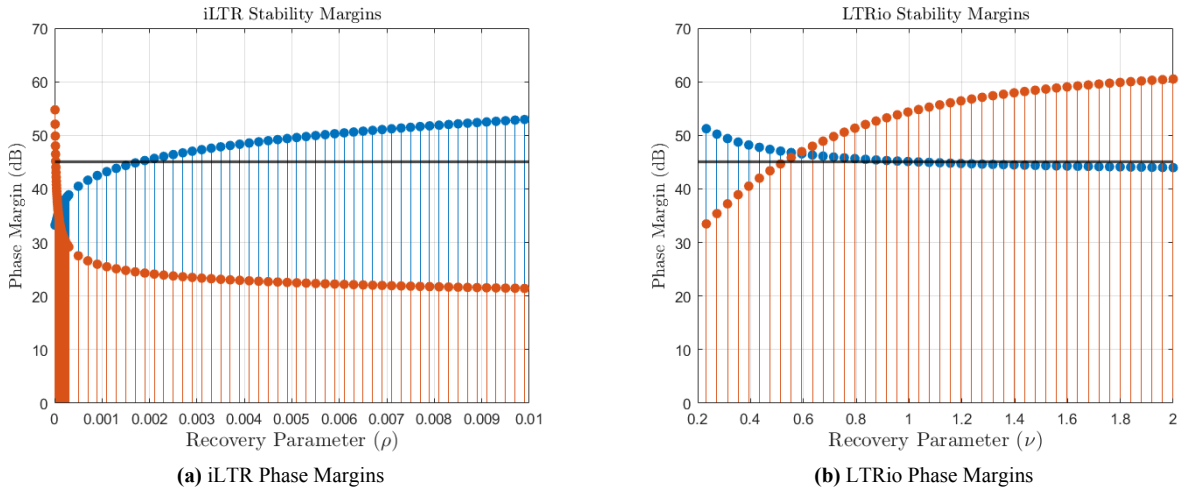 iLTR Stability Margins
70
60
50
40
30
20
10
0
Phase Margin (dB)
0 0.001 0.002 0.003 0.004 0.005 0.006 0.007 0.008 0.009 0.01
Recovery Parameter (ρ)
(a) iLTR Phase Margins
LTRio Stability Margins
70
60
50
40
30
20
10
0
Phase Margin (dB)
0.2 0.4 0.6 0.8 1 1.2 1.4 1.6 1.8 2
Recovery Parameter (ν)
(b) LTRio Phase Margins